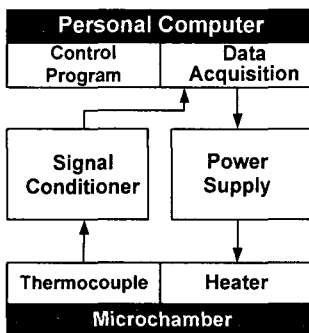 Personal Computer
Control
Program
Data
Acquisition
Signal
Conditioner
Power
Supply
Thermocouple
Heater
Microchamber